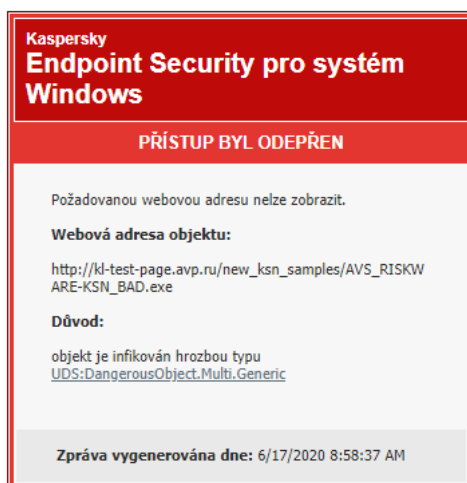 Kaspersky
Endpoint Security pro systém
Windows
PŘÍSTUP BYL ODEPŘEN
Požadovanou webovou adresu nelze zobrazit.
Webová adresa objektu:
http://kl-test-page.avp.ru/new_ksn_samples/AVS_RISKW
ARE-KSN_BAD.exe
Důvod:
objekt je infikován hrozbou typu
UDS:DangerousObject.Multi.Generic
Zpráva vygenerována dne: 6/17/2020 8:58:37 AM